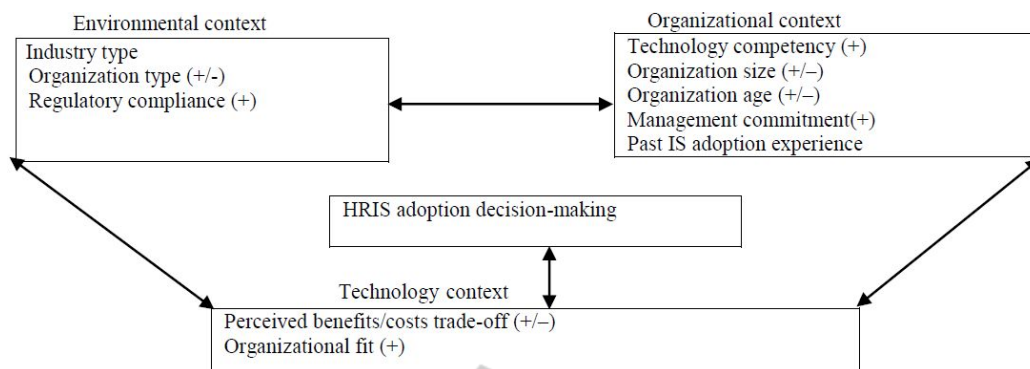 Environmental context
Industry type
Organization type (+/-)
Regulatory compliance (+)
Organizational context
Technology competency (+)
Organization size (+/–)
Organization age (+/–)
Management commitment(+)
Past IS adoption experience
HRIS adoption decision-making
Technology context
Perceived benefits/costs trade-off (+/–)
Organizational fit (+)